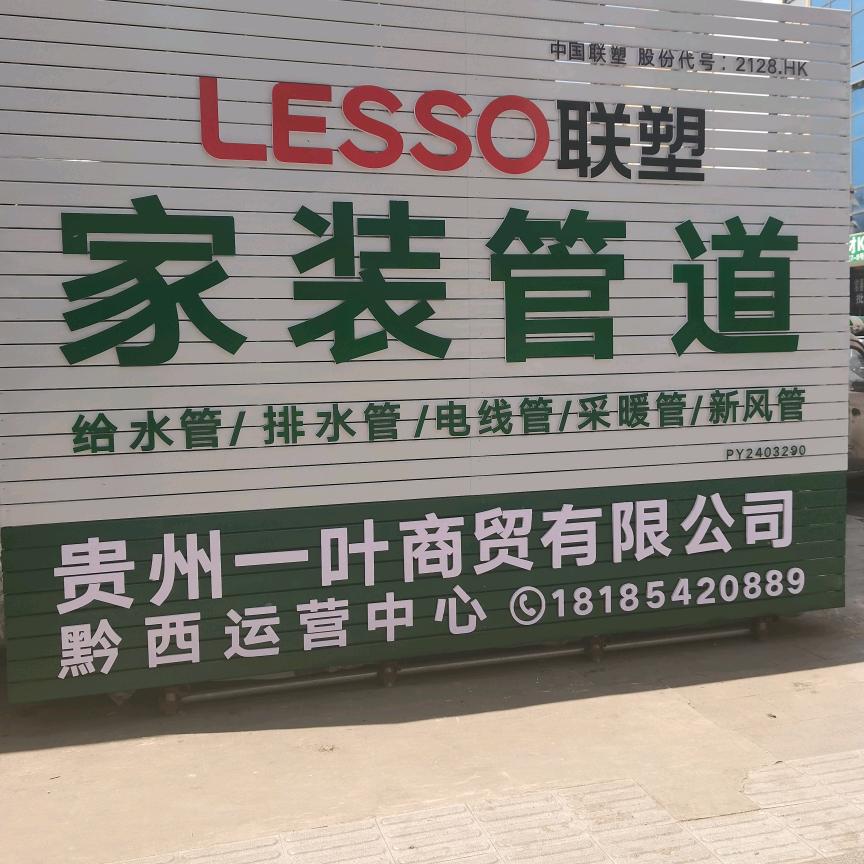 中国联塑 股份代号：2128.HK
LESSO联塑
家装管道
给水管/排水管/电线管/采暖管/新风管
PY2403290
贵州一叶商贸有限公司
黔西运营中心 18185420889